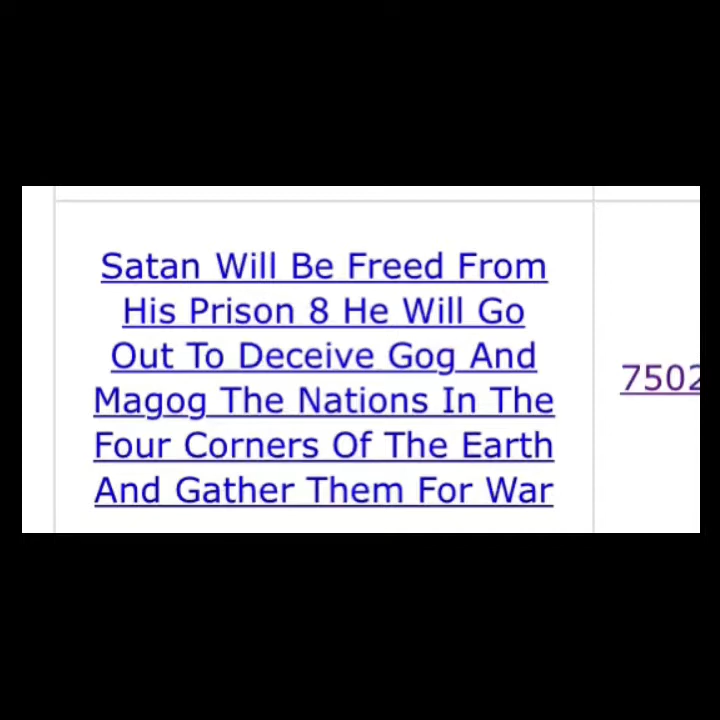 Satan Will Be Freed From
His Prison 8 He Will Go
Out To Deceive Gog And
Magog The Nations In The
Four Corners Of The Earth
And Gather Them For War
7502